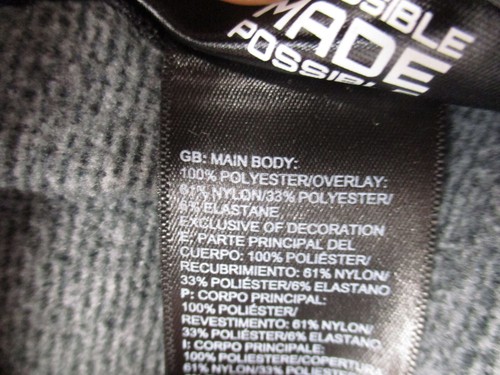 SSIBLE
MADE
POSSIBLE
GB: MAIN BODY:
100% POLYESTER/OVERLAY:
61% NYLON/33% POLYESTER/
6% ELASTANE
EXCLUSIVE OF DECORATION
E/ PARTE PRINCIPAL DEL
CUERPO: 100% POLIÉSTER/
RECUBRIMIENTO: 61% NYLON/
33% POLIÉSTER/6% ELASTANO
P: CORPO PRINCIPAL:
100% POLIÉSTER/
REVESTIMENTO: 61% NYLON/
33% POLIÉSTER/6% ELASTANO
I: CORPO PRINCIPALE:
100% POLIESTERE/COPERTURA
61% NYLON/33%